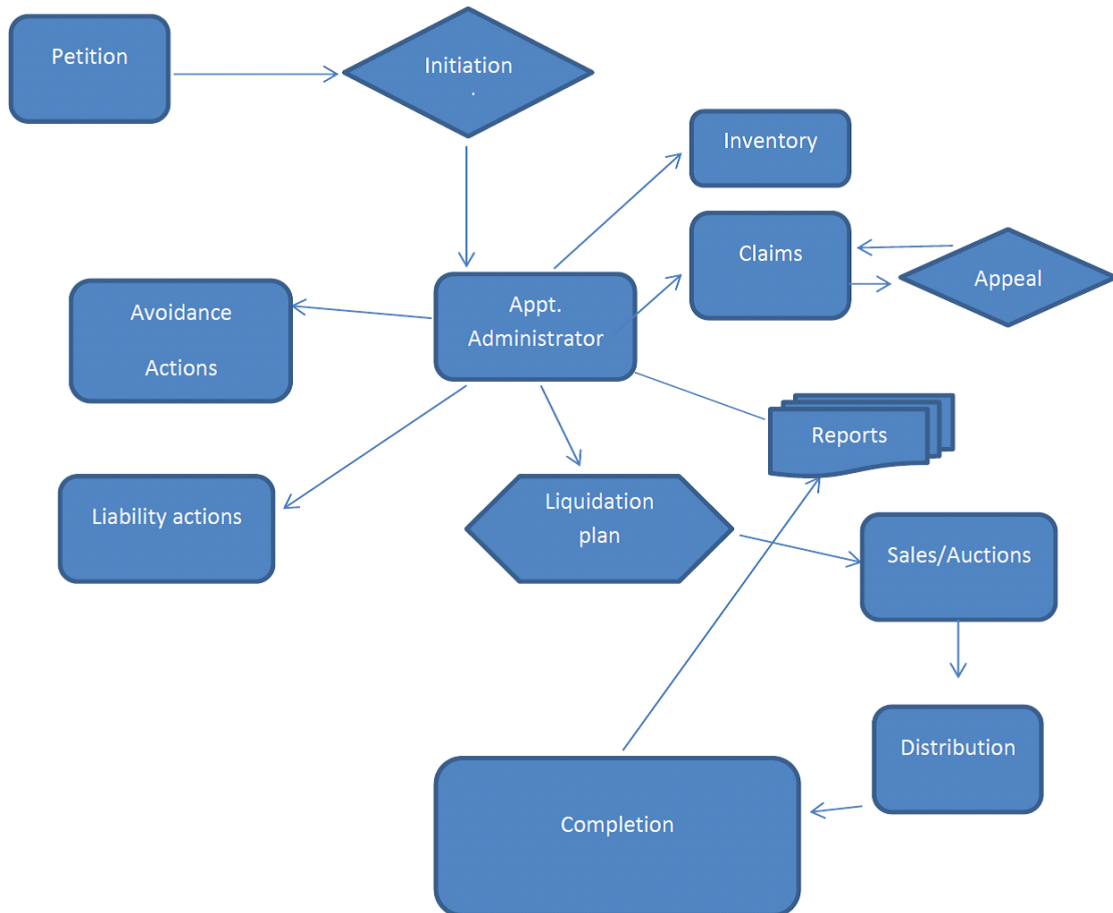 Petition
Initiation
.
Inventory
Claims
Appeal
Appt.
Administrator
Avoidance
Actions
Reports
Liability actions
Liquidation
plan
Sales/Auctions
Distribution
Completion